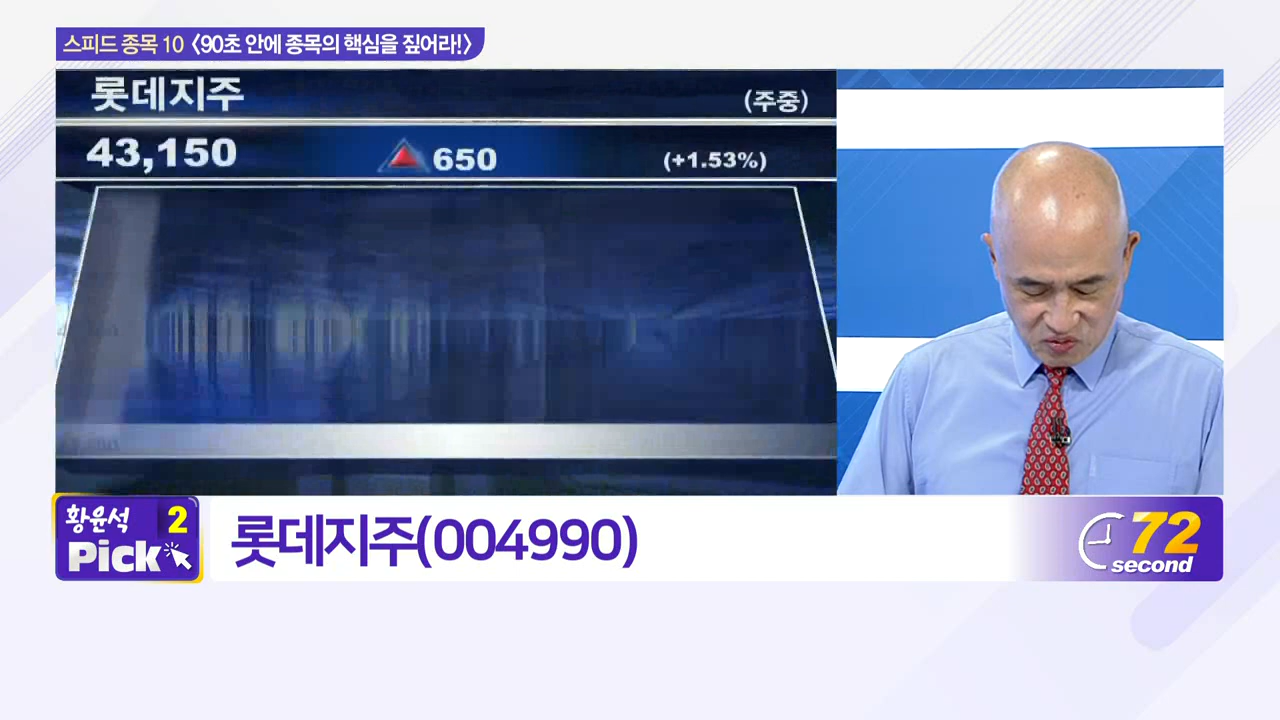 스피드 종목 10 <90초 안에 종목의 핵심을 짚어라!>
롯데지주
(주중)
43,150
650
(+1.53%)
황윤석 2
Pick
롯데지주(004990)
72
second